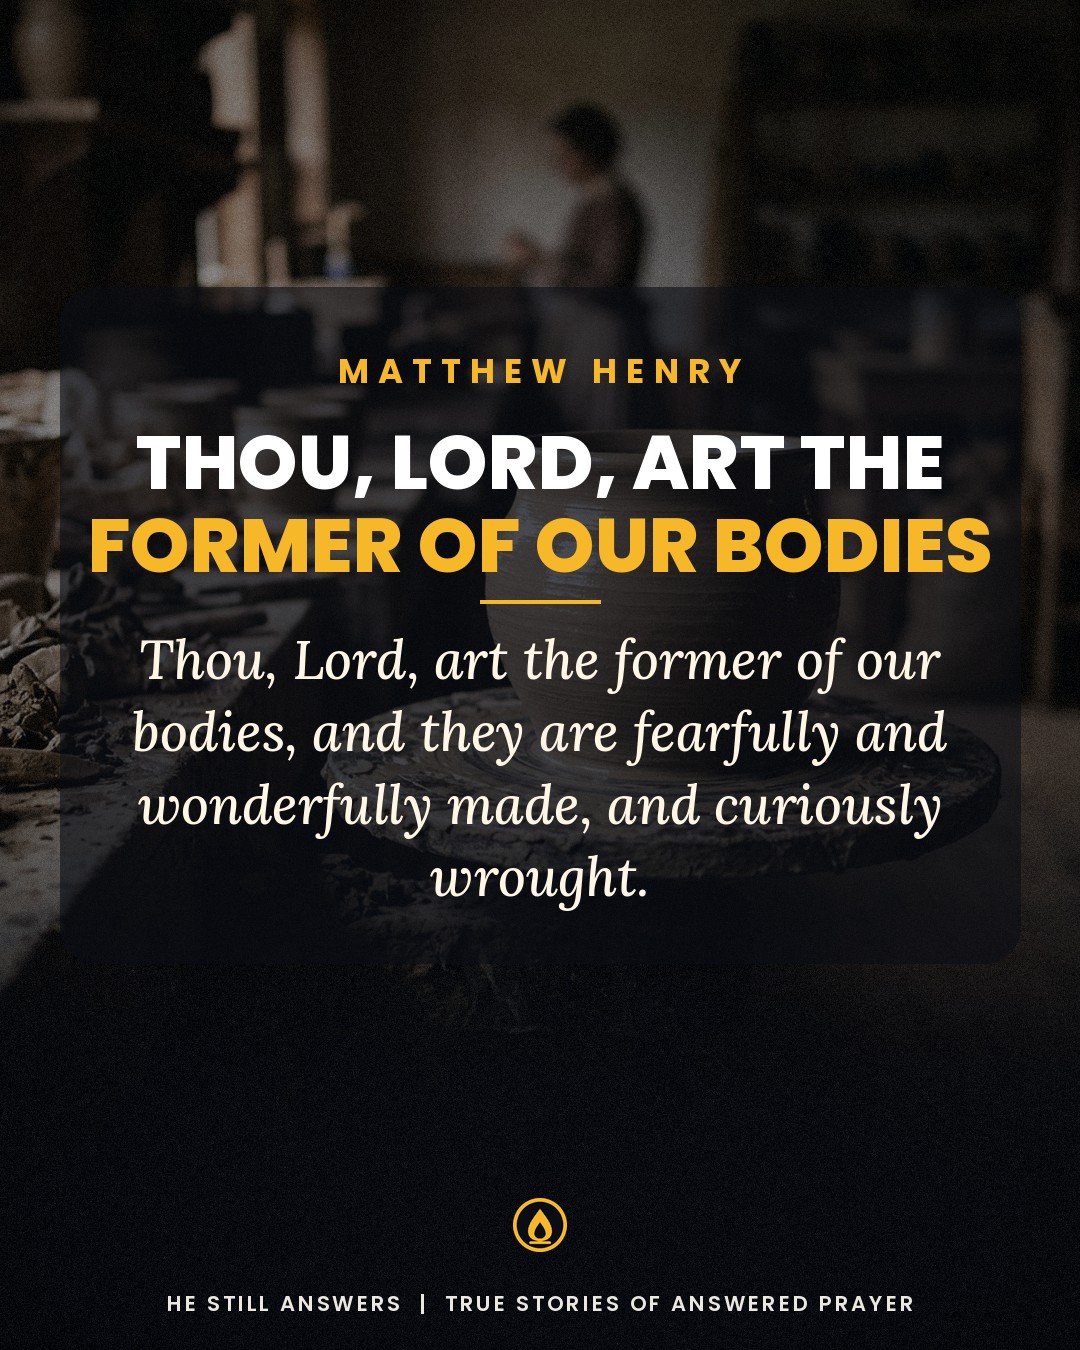 MATTHEW HENRY
THOU, LORD, ART THE
FORMER OF OUR BODIES
Thou, Lord, art the former of our
bodies, and they are fearfully and
wonderfully made, and curiously
wrought.
HE STILL ANSWERS | TRUE STORIES OF ANSWERED PRAYER